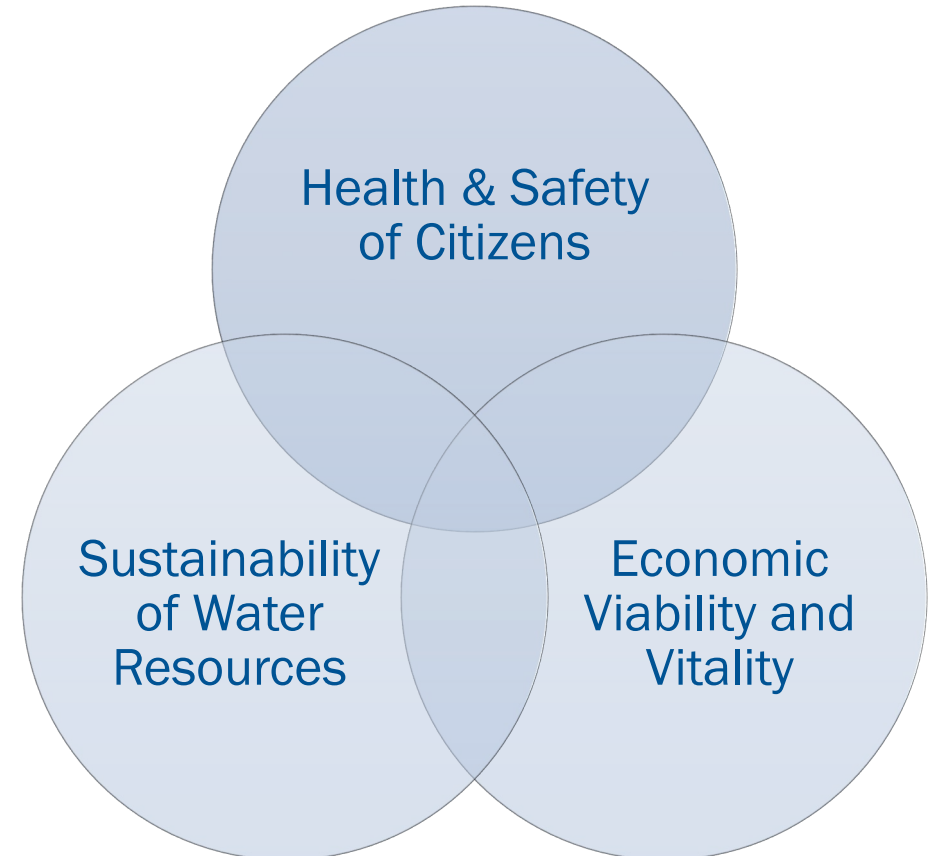 Health & Safety
of Citizens
Sustainability
of Water
Resources
Economic
Viability and
Vitality